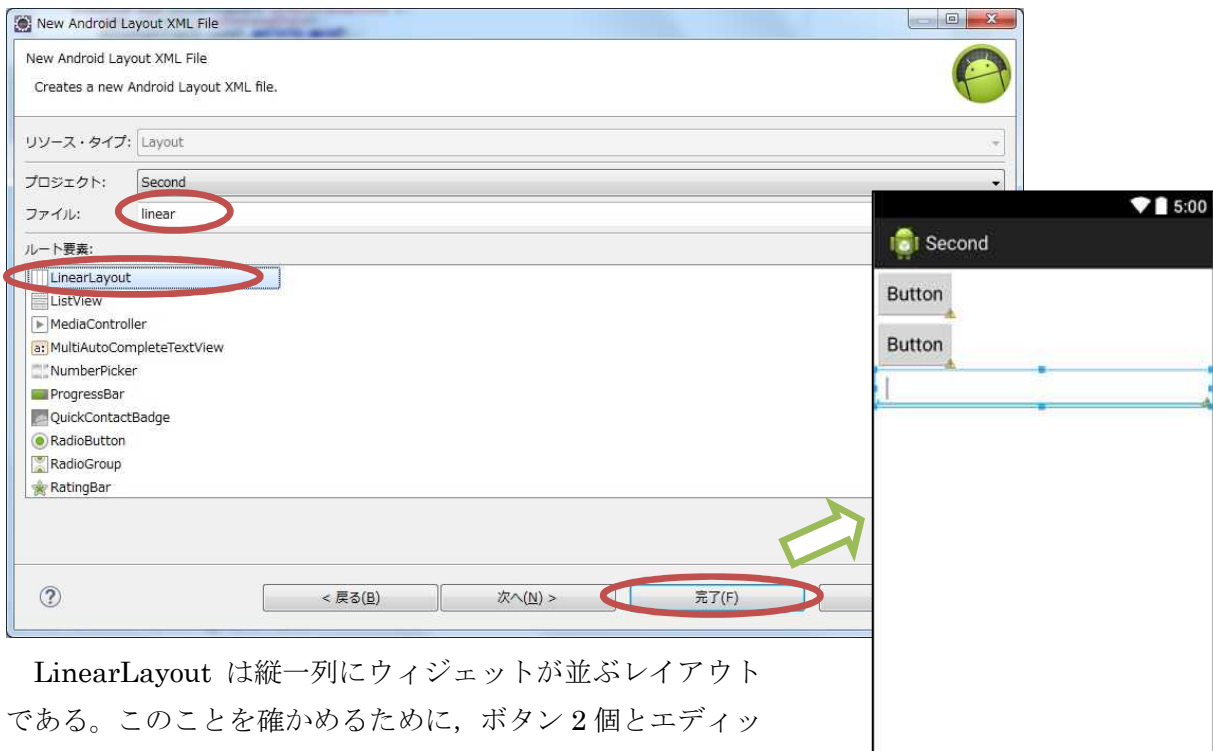 New Android Layout XML File
New Android Layout XML File
Creates a new Android Layout XML file.
リソース・タイプ: Layout
プロジェクト: Second
ファイル: linear
ルート要素:
LinearLayout
ListView
MediaController
a: MultiAutoCompleteTextView
NumberPicker
ProgressBar
QuickContactBadge
RadioButton
RadioGroup
RatingBar
? < 戻る(B) 次へ(N) > 完了(F)
5:00
Second
Button
Button
LinearLayout は縦一列にウィジェットが並ぶレイアウト
である。このことを確かめるために，ボタン 2 個とエディッ